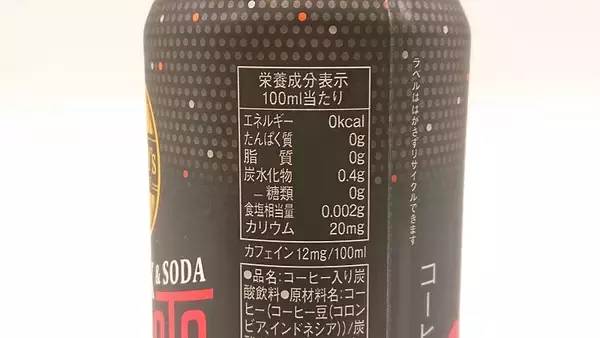 栄養成分表示
100ml当たり
エネルギー 0kcal
たんぱく質 0g
脂 質 0g
炭水化物 0.4g
－糖類 0g
食塩相当量 0.002g
カリウム 20mg
カフェイン 12mg/100ml
●品名:コーヒー入り炭
酸飲料●原材料名:コー
ヒー(コーヒー豆(コロン
ビア、インドネシア))/炭
& SODA
ラベルははがさずリサイクルできます
コーヒ